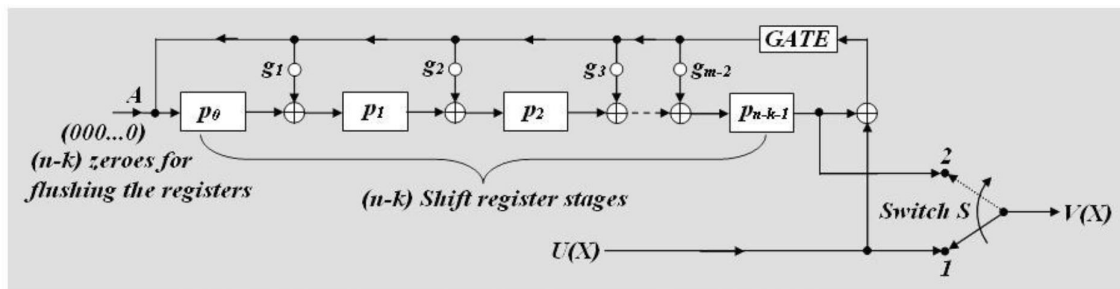 GATE
g1 g2 g3 gm-2
A
p0 p1 p2 pn-k-1
(000...0)
(n-k) zeroes for
flushing the registers
(n-k) Shift register stages
2
Switch S
V(X)
U(X)
1